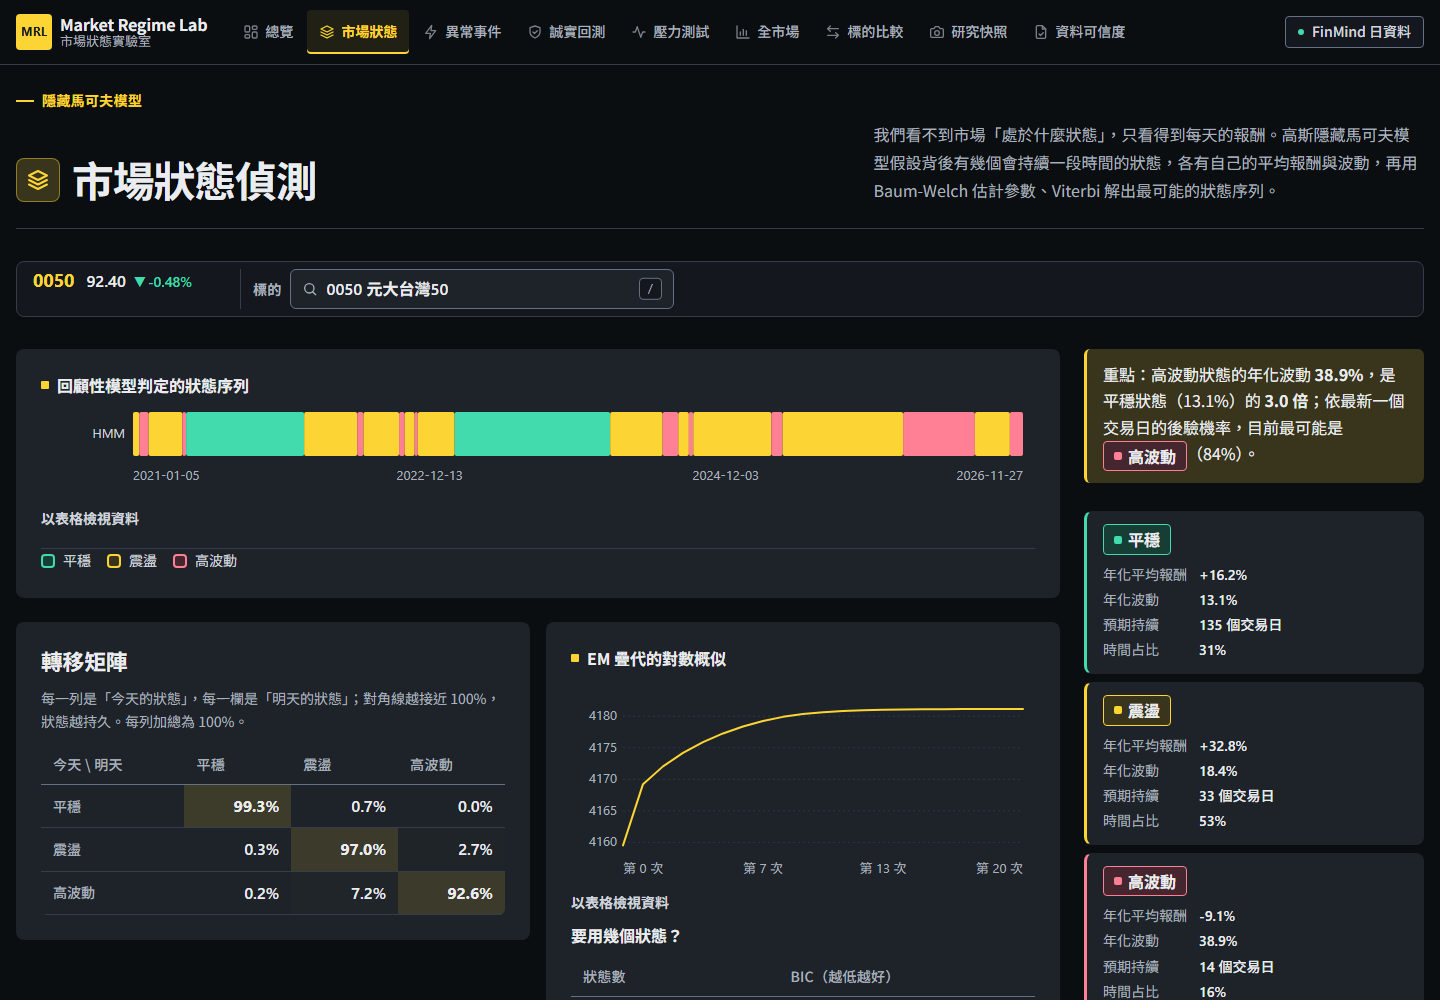 MRL
Market Regime Lab
市場狀態實驗室
總覽
市場狀態
異常事件
誠實回測
壓力測試
全市場
標的比較
研究快照
資料可信度
FinMind 日資料
隱藏馬可夫模型
市場狀態偵測
我們看不到市場「處於什麼狀態」，只看得到每天的報酬。高斯隱藏馬可夫模
型假設背後有幾個會持續一段時間的狀態，各有自己的平均報酬與波動，再用
Baum-Welch 估計參數、Viterbi 解出最可能的狀態序列。
0050 92.40 ▼-0.48%
標的
0050 元大台灣50
/
回顧性模型判定的狀態序列
HMM
2021-01-05 2022-12-13 2024-12-03 2026-11-27
以表格檢視資料
平穩 震盪 高波動
重點：高波動狀態的年化波動 38.9%，是
平穩狀態（13.1%）的 3.0 倍；依最新一個
交易日的後驗機率，目前最可能是
高波動（84%）。
平穩
年化平均報酬 +16.2%
年化波動 13.1%
預期持續 135 個交易日
時間占比 31%
震盪
年化平均報酬 +32.8%
年化波動 18.4%
預期持續 33 個交易日
時間占比 53%
高波動
年化平均報酬 -9.1%
年化波動 38.9%
預期持續 14 個交易日
時間占比 16%
轉移矩陣
每一列是「今天的狀態」，每一欄是「明天的狀態」；對角線越接近 100%，
狀態越持久。每列加總為 100%。
今天 \ 明天 平穩 震盪 高波動
平穩 99.3% 0.7% 0.0%
震盪 0.3% 97.0% 2.7%
高波動 0.2% 7.2% 92.6%
EM 疊代的對數概似
4180
4175
4170
4165
4160
第 0 次 第 7 次 第 13 次 第 20 次
以表格檢視資料
要用幾個狀態？
狀態數 BIC（越低越好）